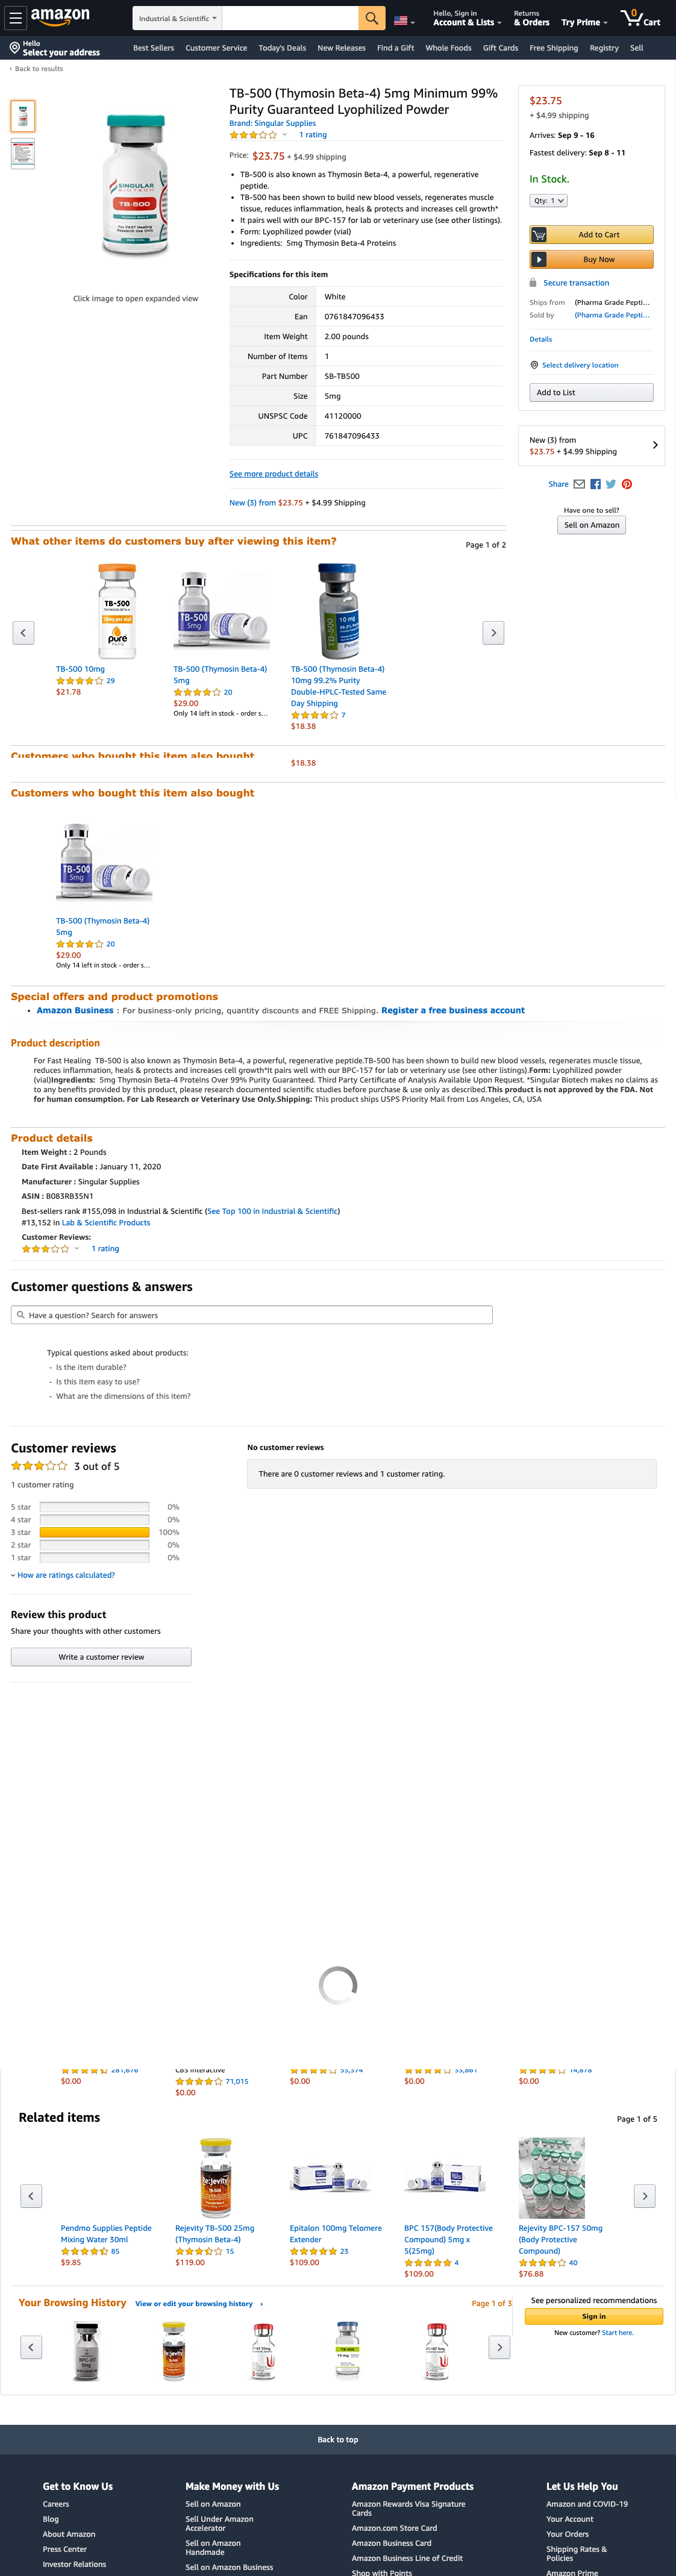 amazon
Industrial & Scientific
Hello, Sign in
Account & Lists
Returns
& Orders
Try Prime
0
Cart
Hello
Select your address
Best Sellers
Customer Service
Today's Deals
New Releases
Find a Gift
Whole Foods
Gift Cards
Free Shipping
Registry
Sell
‹ Back to results
SINGULAR
BIOTECH
TB-500
Click image to open expanded view
TB-500 (Thymosin Beta-4) 5mg Minimum 99%
Purity Guaranteed Lyophilized Powder
Brand: Singular Supplies
1 rating
Price: $23.75 + $4.99 shipping
• TB-500 is also known as Thymosin Beta-4, a powerful, regenerative
peptide.
• TB-500 has been shown to build new blood vessels, regenerates muscle
tissue, reduces inflammation, heals & protects and increases cell growth*
• It pairs well with our BPC-157 for lab or veterinary use (see other listings).
• Form: Lyophilized powder (vial)
• Ingredients: 5mg Thymosin Beta-4 Proteins
Specifications for this item
Color White
Ean 0761847096433
Item Weight 2.00 pounds
Number of Items 1
Part Number SB-TB500
Size 5mg
UNSPSC Code 41120000
UPC 761847096433
See more product details
New (3) from $23.75 + $4.99 Shipping
$23.75
+ $4.99 shipping
Arrives: Sep 9 - 16
Fastest delivery: Sep 8 - 11
In Stock.
Qty: 1
Add to Cart
Buy Now
Secure transaction
Ships from (Pharma Grade Pepti...
Sold by (Pharma Grade Pepti...
Details
Select delivery location
Add to List
New (3) from
$23.75 + $4.99 Shipping
Share
Have one to sell?
Sell on Amazon
What other items do customers buy after viewing this item?
Page 1 of 2
TB-500
pure
TB-500
5mg
TB-500
10 mg
TB-500 10mg
29
$21.78
TB-500 (Thymosin Beta-4)
5mg
20
$29.00
Only 14 left in stock - order s...
TB-500 (Thymosin Beta-4)
10mg 99.2% Purity
Double-HPLC-Tested Same
Day Shipping
7
$18.38
Customers who bought this item also bought
$18.38
Customers who bought this item also bought
TB-500
5mg
TB-500 (Thymosin Beta-4)
5mg
20
$29.00
Only 14 left in stock - order s...
Special offers and product promotions
• Amazon Business : For business-only pricing, quantity discounts and FREE Shipping. Register a free business account
Product description
For Fast Healing TB-500 is also known as Thymosin Beta-4, a powerful, regenerative peptide.TB-500 has been shown to build new blood vessels, regenerates muscle tissue,
reduces inflammation, heals & protects and increases cell growth*It pairs well with our BPC-157 for lab or veterinary use (see other listings).Form: Lyophilized powder
(vial)Ingredients: 5mg Thymosin Beta-4 Proteins Over 99% Purity Guaranteed. Third Party Certificate of Analysis Available Upon Request. *Singular Biotech makes no claims as
to any benefits provided by this product, please research documented scientific studies before purchase & use only as described.This product is not approved by the FDA. Not
for human consumption. For Lab Research or Veterinary Use Only.Shipping: This product ships USPS Priority Mail from Los Angeles, CA, USA
Product details
Item Weight : 2 Pounds
Date First Available : January 11, 2020
Manufacturer : Singular Supplies
ASIN : B083RB35N1
Best-sellers rank #155,098 in Industrial & Scientific (See Top 100 in Industrial & Scientific)
#13,152 in Lab & Scientific Products
Customer Reviews:
1 rating
Customer questions & answers
Have a question? Search for answers
Typical questions asked about products:
- Is the item durable?
- Is this item easy to use?
- What are the dimensions of this item?
Customer reviews
3 out of 5
1 customer rating
5 star 0%
4 star 0%
3 star 100%
2 star 0%
1 star 0%
How are ratings calculated?
Review this product
Share your thoughts with other customers
Write a customer review
No customer reviews
There are 0 customer reviews and 1 customer rating.
281,676
$0.00
CBS Interactive
71,015
$0.00
$0.00
$0.00
14,878
$0.00
Related items
Page 1 of 5
Rejevity
Pendmo Supplies Peptide
Mixing Water 30ml
85
$9.85
Rejevity TB-500 25mg
(Thymosin Beta-4)
15
$119.00
Epitalon 100mg Telomere
Extender
23
$109.00
BPC 157(Body Protective
Compound) 5mg x
5(25mg)
4
$109.00
Rejevity BPC-157 50mg
(Body Protective
Compound)
40
$76.88
Your Browsing History
View or edit your browsing history ›
Page 1 of 3
See personalized recommendations
Sign in
New customer? Start here.
Back to top
Get to Know Us
Careers
Blog
About Amazon
Press Center
Investor Relations
Make Money with Us
Sell on Amazon
Sell Under Amazon
Accelerator
Sell on Amazon
Handmade
Sell on Amazon Business
Amazon Payment Products
Amazon Rewards Visa Signature
Cards
Amazon.com Store Card
Amazon Business Card
Amazon Business Line of Credit
Shop with Points
Let Us Help You
Amazon and COVID-19
Your Account
Your Orders
Shipping Rates &
Policies
Amazon Prime